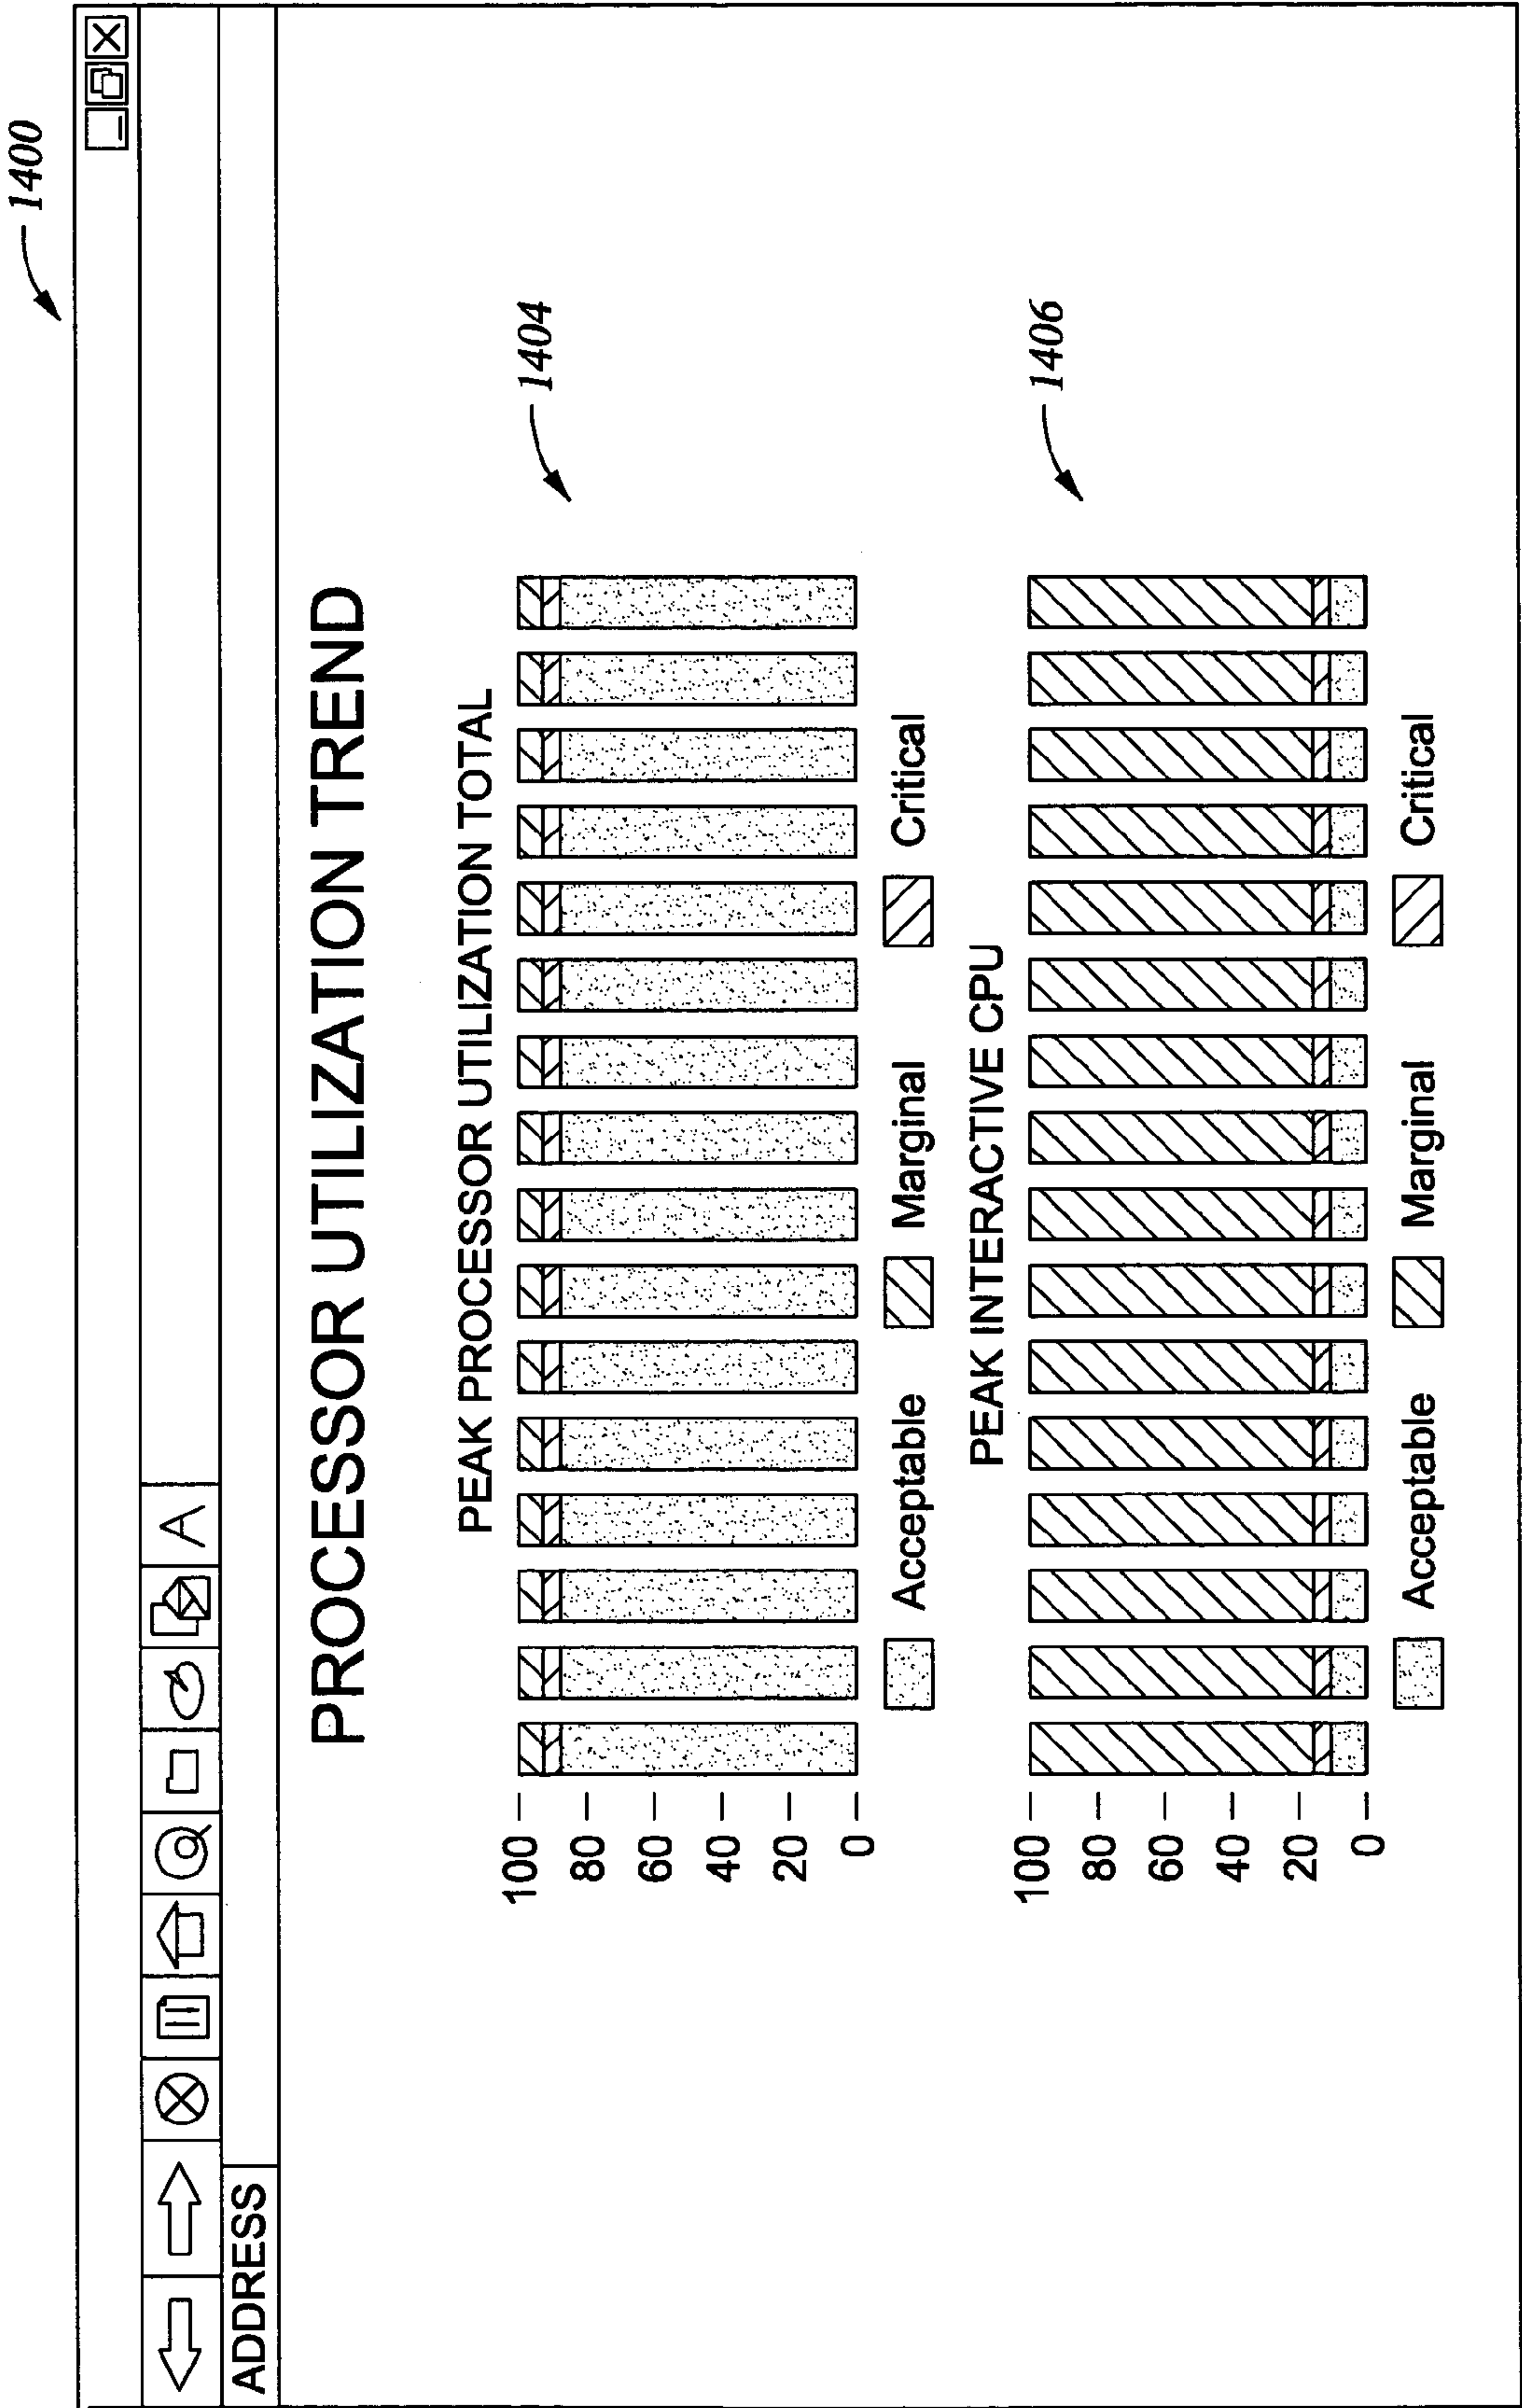 1400
A
ADDRESS
PROCESSOR UTILIZATION TREND
PEAK PROCESSOR UTILIZATION TOTAL
1404
100
80
60
40
20
0
Acceptable Marginal Critical
PEAK INTERACTIVE CPU
1406
100
80
60
40
20
0
Acceptable Marginal Critical